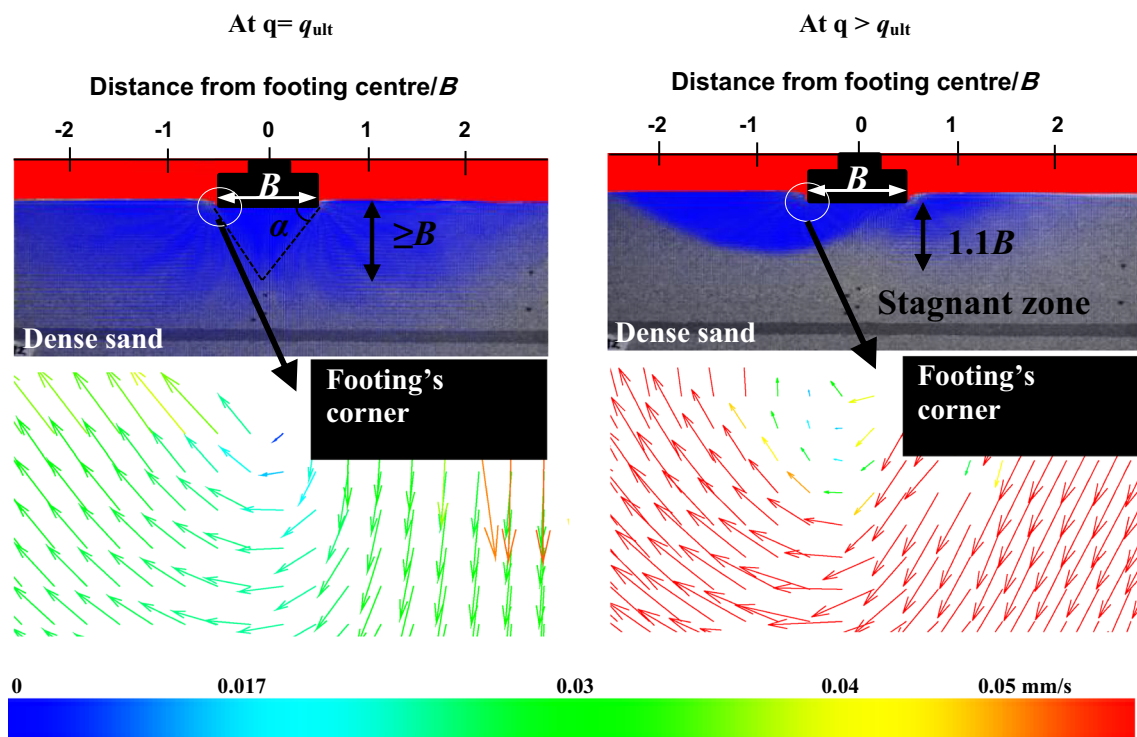 At q= qult
At q > qult
Distance from footing centre/B
Distance from footing centre/B
-2 -1 0 1 2
-2 -1 0 1 2
B
B
α
≥B
1.1B
Stagnant zone
Dense sand
Dense sand
Footing's
corner
Footing's
corner
0 0.017 0.03 0.04 0.05 mm/s